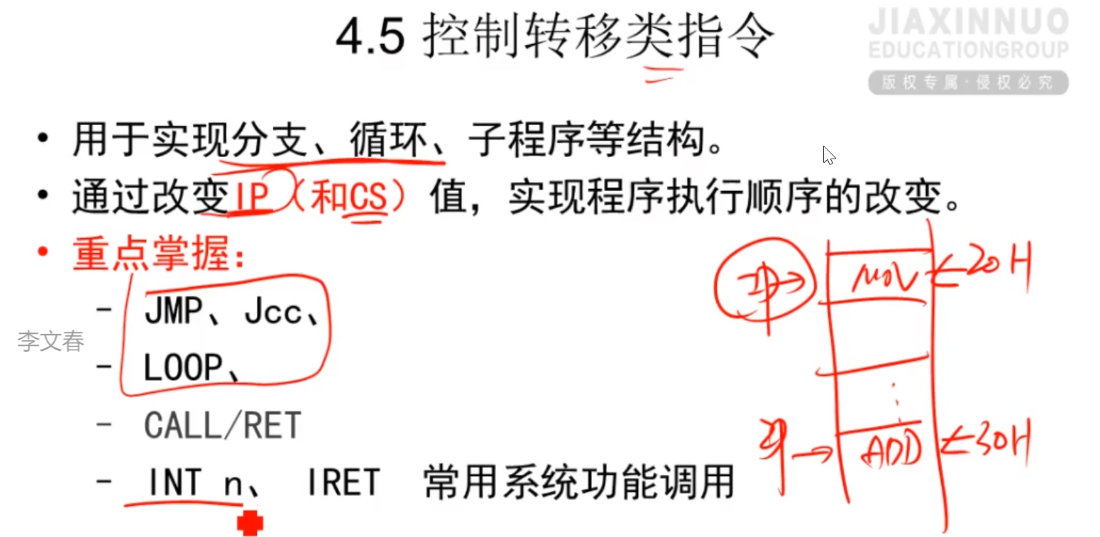 4.5 控制转移类指令
JIAXINNUO
EDUCATIONGROUP
版权专属·侵权必究
• 用于实现分支、循环、子程序等结构。
• 通过改变IP（和CS）值，实现程序执行顺序的改变。
• 重点掌握：
– JMP、Jcc、
– LOOP、
– CALL/RET
– INT n、 IRET 常用系统功能调用
李文春
IP
MOV
20H
IP
ADD
30H